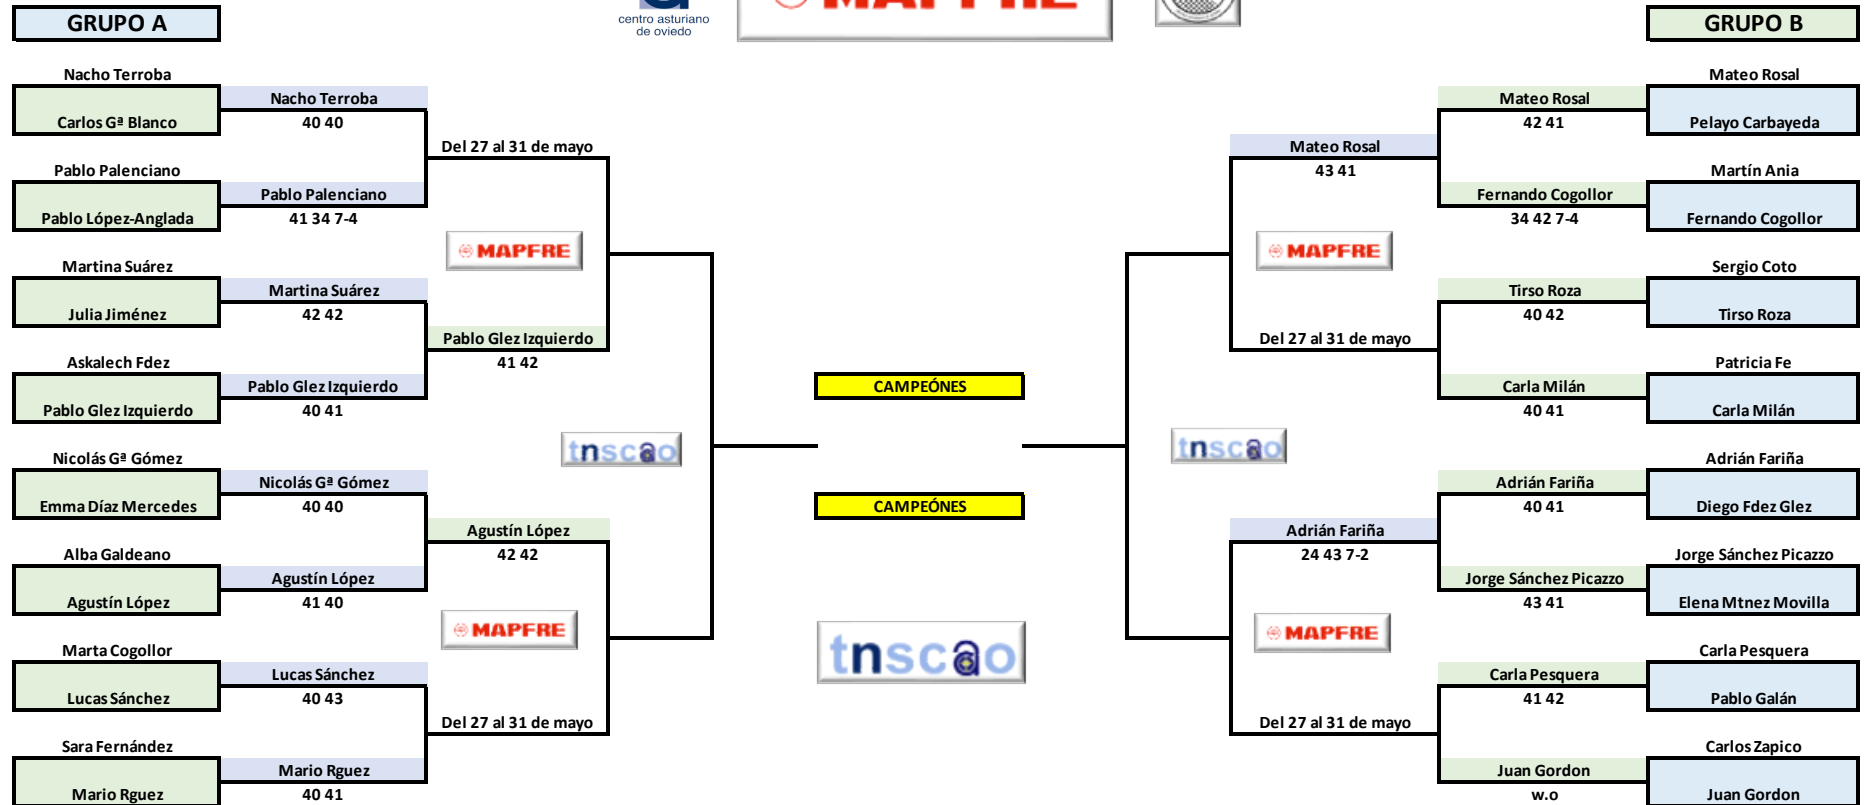 GRUPO A
centro asturiano
de oviedo
MAPFRE
GRUPO B
Nacho Terroba
Nacho Terroba
Carlos Gª Blanco
40 40
Del 27 al 31 de mayo
Pablo Palenciano
Pablo Palenciano
Pablo López-Anglada
41 34 7-4
MAPFRE
Martina Suárez
Martina Suárez
Julia Jiménez
42 42
Pablo Glez Izquierdo
41 42
Askalech Fdez
Pablo Glez Izquierdo
Pablo Glez Izquierdo
40 41
tnscao
Nicolás Gª Gómez
Nicolás Gª Gómez
Emma Díaz Mercedes
40 40
Agustín López
42 42
Alba Galdeano
Agustín López
Agustín López
41 40
MAPFRE
Marta Cogollor
Lucas Sánchez
Lucas Sánchez
40 43
Del 27 al 31 de mayo
Sara Fernández
Mario Rguez
Mario Rguez
40 41
CAMPEÓNES
CAMPEÓNES
tnscao
Mateo Rosal
Mateo Rosal
42 41
Pelayo Carbayeda
Mateo Rosal
43 41
Martín Ania
Fernando Cogollor
34 42 7-4
Fernando Cogollor
MAPFRE
Sergio Coto
Tirso Roza
40 42
Tirso Roza
Del 27 al 31 de mayo
Patricia Fe
Carla Milán
40 41
Carla Milán
tnscao
Adrián Fariña
Adrián Fariña
40 41
Diego Fdez Glez
Adrián Fariña
24 43 7-2
Jorge Sánchez Picazzo
Jorge Sánchez Picazzo
43 41
Elena Mtnez Movilla
MAPFRE
Carla Pesquera
Carla Pesquera
41 42
Pablo Galán
Del 27 al 31 de mayo
Carlos Zapico
Juan Gordon
w.o
Juan Gordon